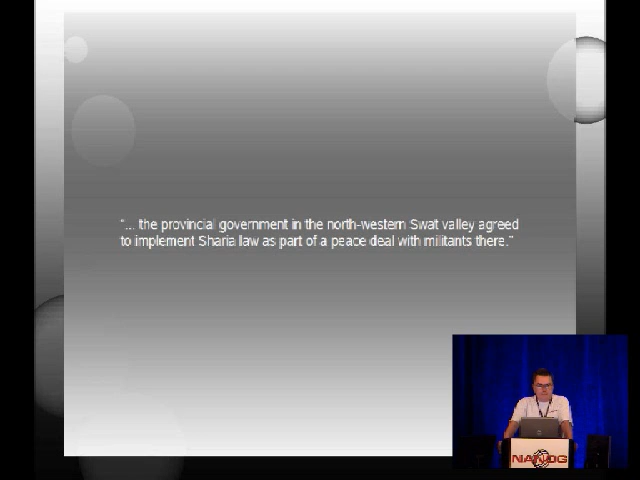 "... the provincial government in the north-western Swat valley agreed
to implement Sharia law as part of a peace deal with militants there."
NANOG